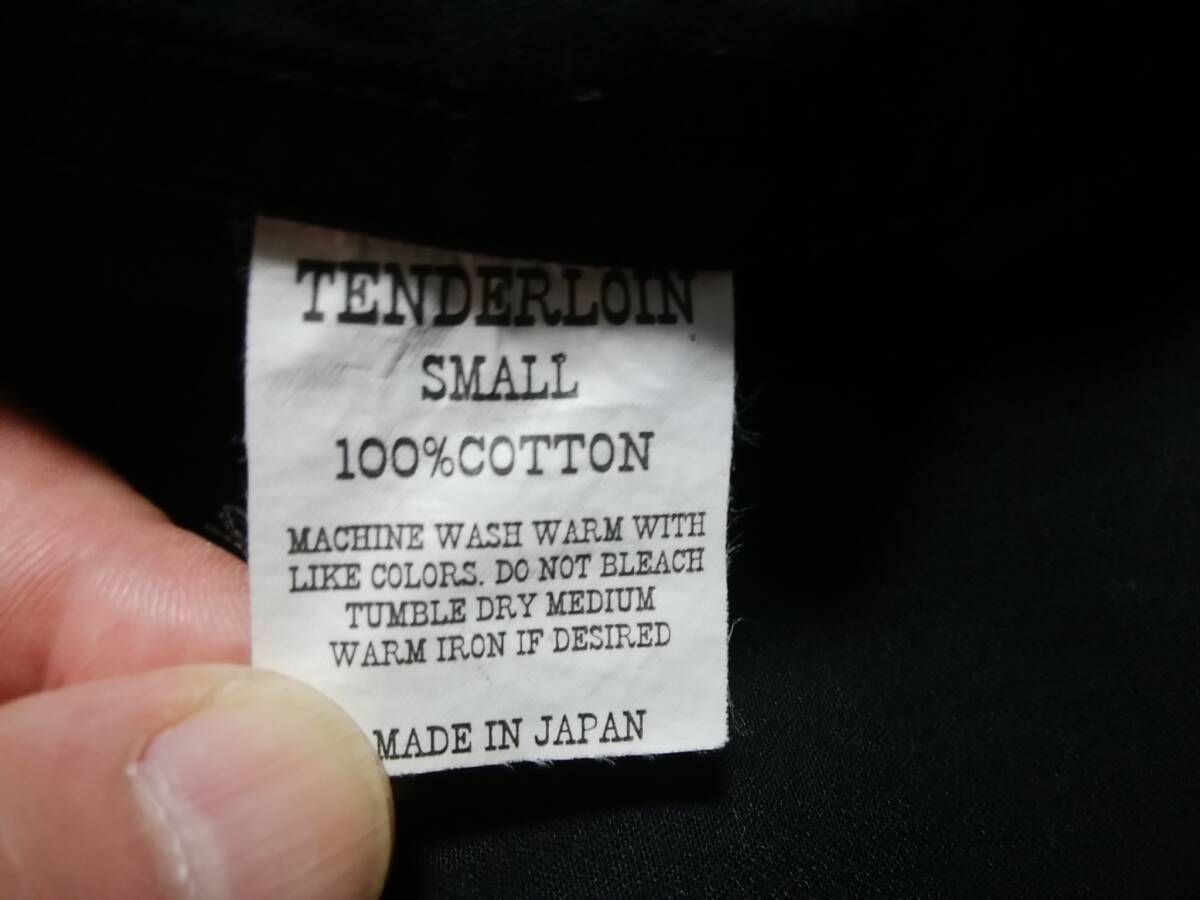 TENDERLOIN
SMALL
100%COTTON
MACHINE WASH WARM WITH
LIKE COLORS. DO NOT BLEACH
TUMBLE DRY MEDIUM
WARM IRON IF DESIRED
MADE IN JAPAN